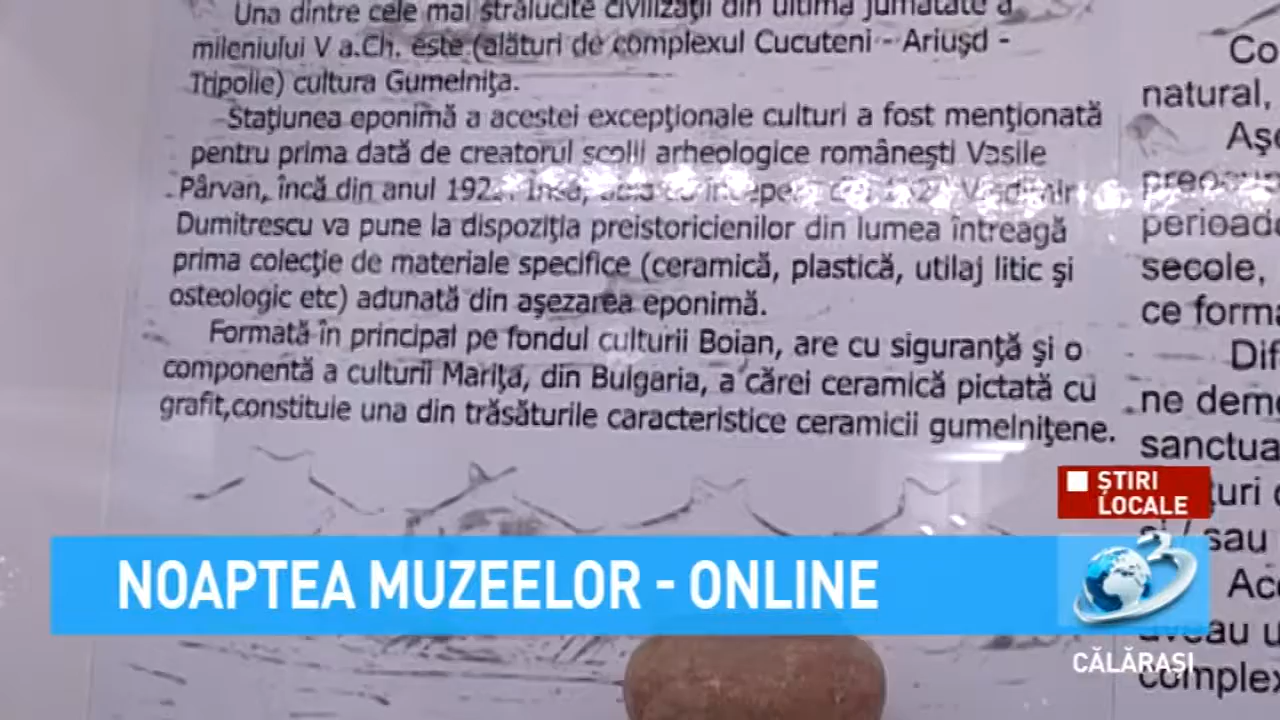 Una dintre cele mai strălucite civilizaţii din ultima jumătate a
mileniului V a.Ch. este (alături de complexul Cucuteni - Ariuşd -
Tripolie) cultura Gumelniţa.
Staţiunea eponimă a acestei excepţionale culturi a fost menţionată
pentru prima dată de creatorul şcolii arheologice româneşti Vasile
Pârvan, încă din anul
Dumitrescu va pune la dispoziţia preistoricienilor din lumea întreagă
prima colecţie de materiale specifice (ceramică, plastică, utilaj litic şi
osteologic etc) adunată din aşezarea eponimă.
Formată în principal pe fondul culturii Boian, are cu siguranţă şi o
componentă a culturii Mariţa, din Bulgaria, a cărei ceramică pictată cu
grafit,constituie una din trăsăturile caracteristice ceramicii gumelniţene.
Co
natural,
Aşe
perioade
secole,
ce forma
Dif
ne demo
sanctua
turi
şi / sau
Ace
aveau u
complex
ŞTIRI
LOCALE
NOAPTEA MUZEELOR - ONLINE
3
CĂLĂRAŞI